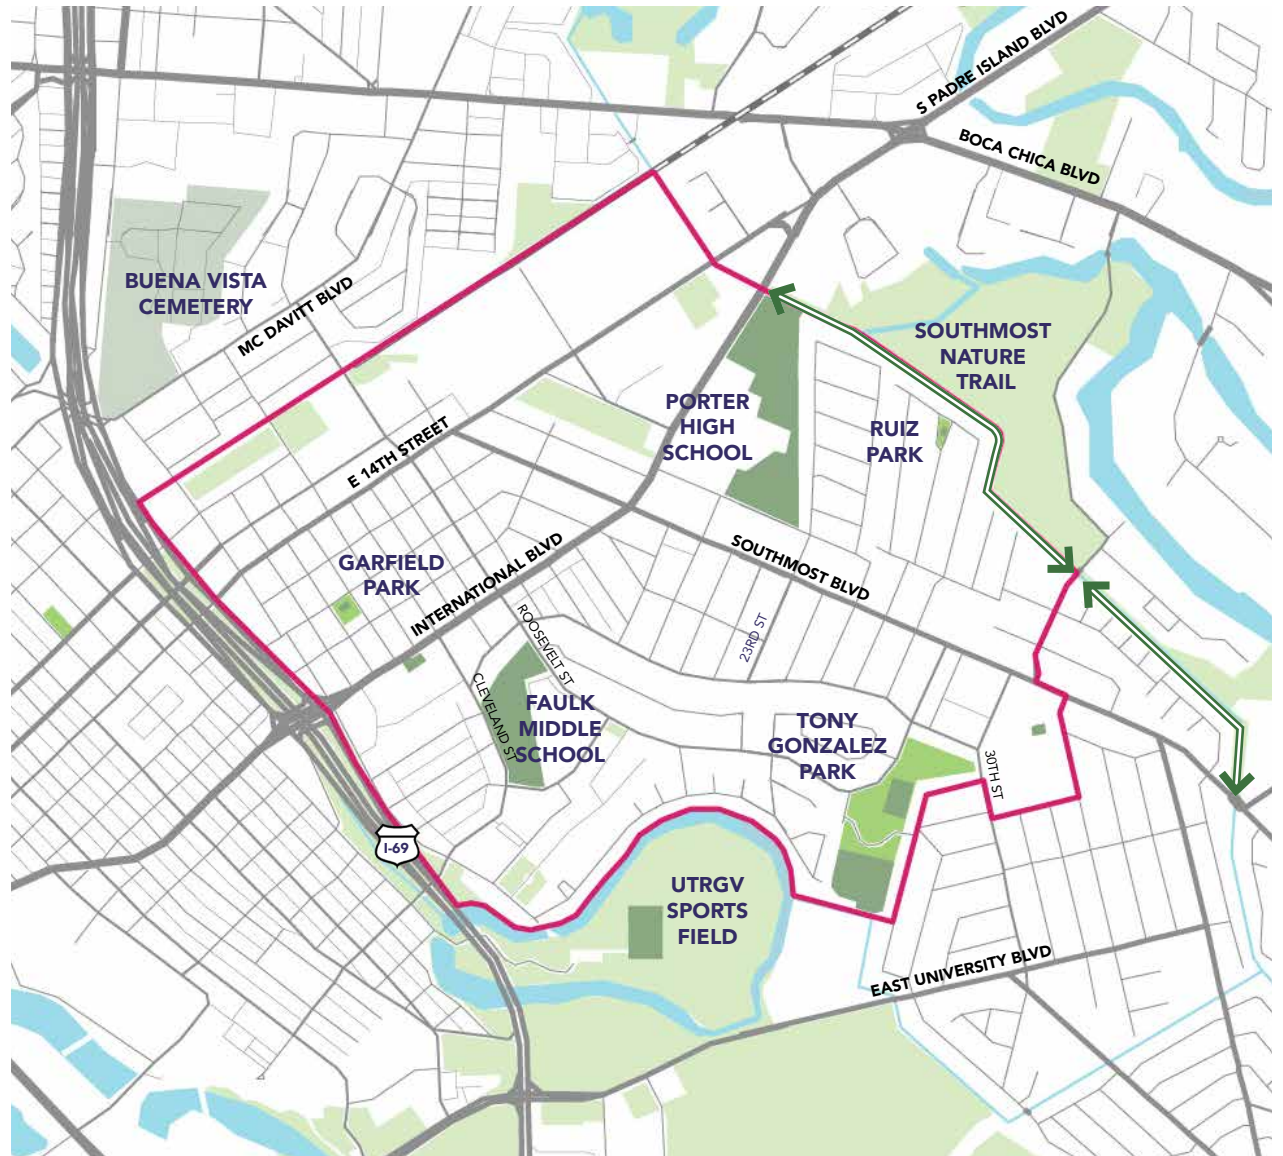 S PADRE ISLAND BLVD
BOCA CHICA BLVD
BUENA VISTA
CEMETERY
MC DAVITT BLVD
SOUTHMOST
NATURE
TRAIL
PORTER
HIGH
SCHOOL
RUIZ
PARK
E 14TH STREET
GARFIELD
PARK
INTERNATIONAL BLVD
SOUTHMOST BLVD
ROOSEVELT ST
23RD ST
CLEVELAND ST
FAULK
MIDDLE
SCHOOL
TONY
GONZALEZ
PARK
30TH ST
I-69
UTRGV
SPORTS
FIELD
EAST UNIVERSITY BLVD